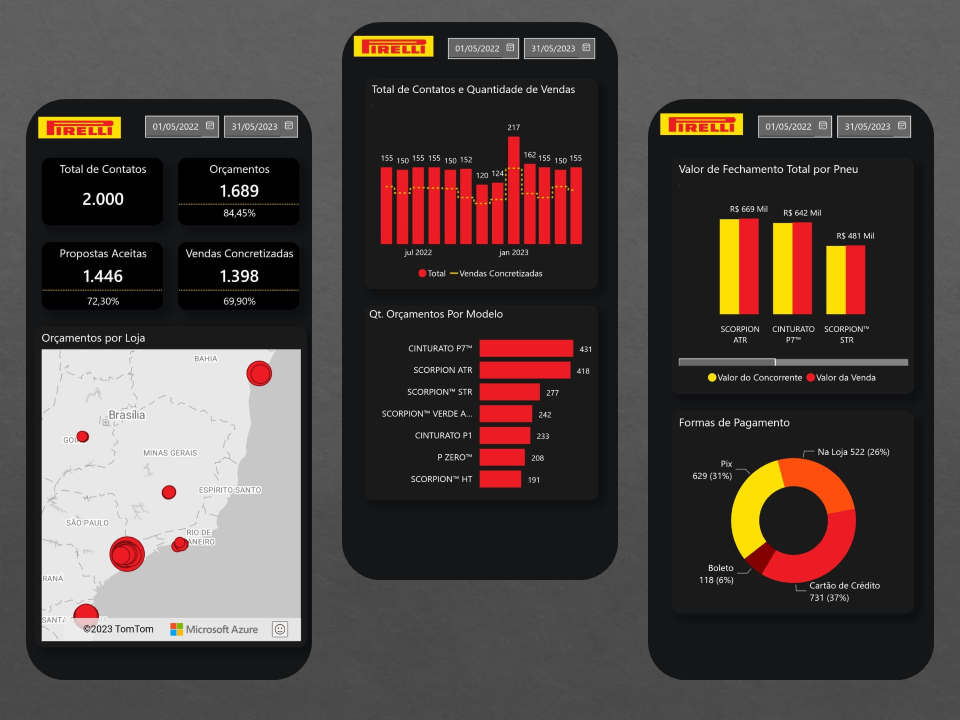 PIRELLI
01/05/2022
31/05/2023
Total de Contatos
2.000
Orçamentos
1.689
84,45%
Propostas Aceitas
1.446
72,30%
Vendas Concretizadas
1.398
69,90%
Orçamentos por Loja
BAHIA
Brasília
GOI
MINAS GERAIS
ESPÍRITO SANTO
SÃO PAULO
RIO DE
JANEIRO
RANÁ
SANTA
©2023 TomTom
Microsoft Azure
PIRELLI
01/05/2022
31/05/2023
Total de Contatos e Quantidade de Vendas
155 150 155 155 150 152 120 124 217 162 155 150 155
jul 2022
jan 2023
Total
Vendas Concretizadas
Qt. Orçamentos Por Modelo
CINTURATO P7™ 431
SCORPION ATR 418
SCORPION™ STR 277
SCORPION™ VERDE A... 242
CINTURATO P1 233
P ZERO™ 208
SCORPION™ HT 191
PIRELLI
01/05/2022
31/05/2023
Valor de Fechamento Total por Pneu
R$ 669 Mil
R$ 642 Mil
R$ 481 Mil
SCORPION
ATR
CINTURATO
P7™
SCORPION™
STR
Valor do Concorrente
Valor da Venda
Formas de Pagamento
Na Loja 522 (26%)
Pix
629 (31%)
Boleto
118 (6%)
Cartão de Crédito
731 (37%)